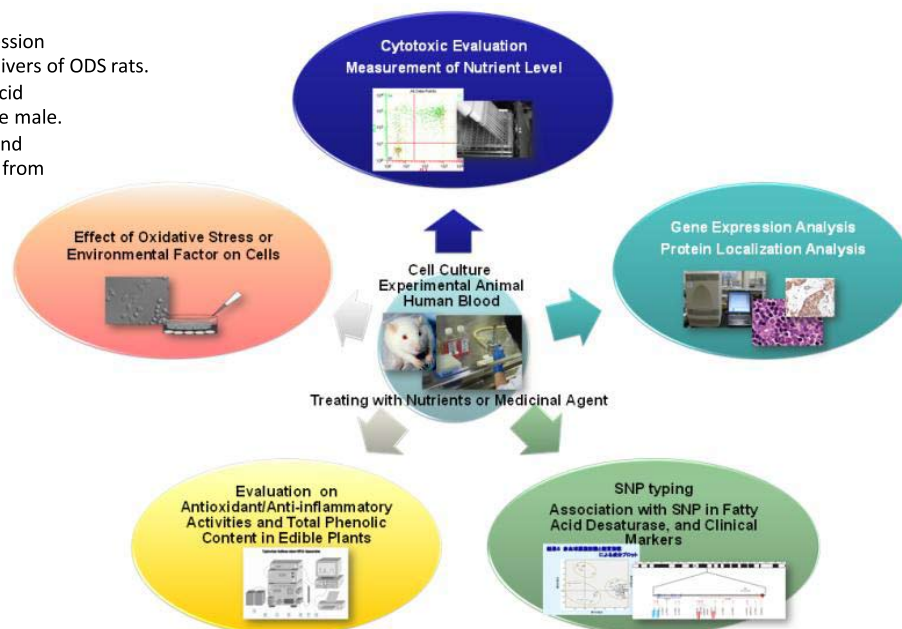 ssion
ivers of ODS rats.
cid
e male.
nd
from
Cytotoxic Evaluation
Measurement of Nutrient Level
Effect of Oxidative Stress or
Environmental Factor on Cells
Gene Expression Analysis
Protein Localization Analysis
Cell Culture
Experimental Animal
Human Blood
Treating with Nutrients or Medicinal Agent
Evaluation on
Antioxidant/Anti-inflammatory
Activities and Total Phenolic
Content in Edible Plants
SNP typing
Association with SNP in Fatty
Acid Desaturase, and Clinical
Markers